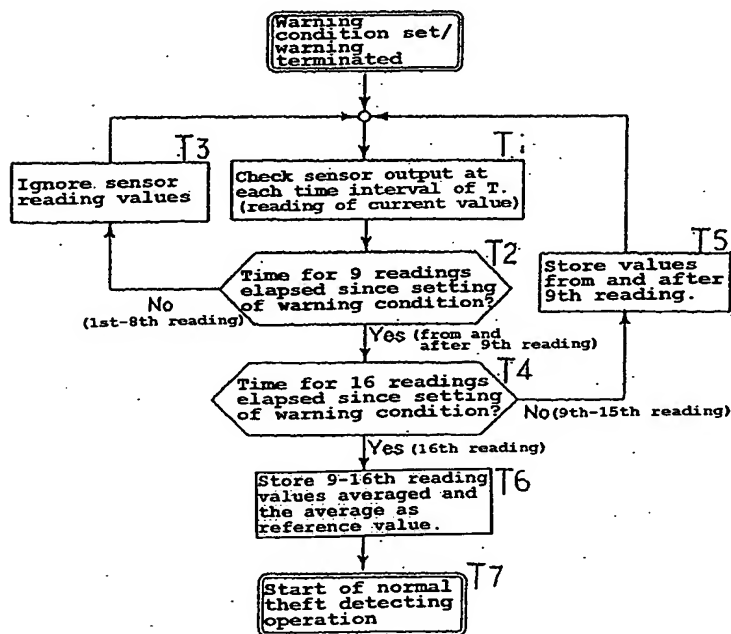 Warning
condition set/
warning
terminated
T3
Ti
Ignore sensor
reading values
Check sensor output at
each time interval of T.
(reading of current value)
T2
T5
Time for 9 readings
elapsed since setting
of warning condition?
Store values
from and after
9th reading.
No
(1st-8th reading)
Yes (from and
after 9th reading)
T4
Time for 16 readings
elapsed since setting
of warning condition?
No (9th-15th reading)
Yes (16th reading)
T6
Store 9-16th reading
values averaged and
the average as
reference value.
T7
Start of normal
theft detecting
operation